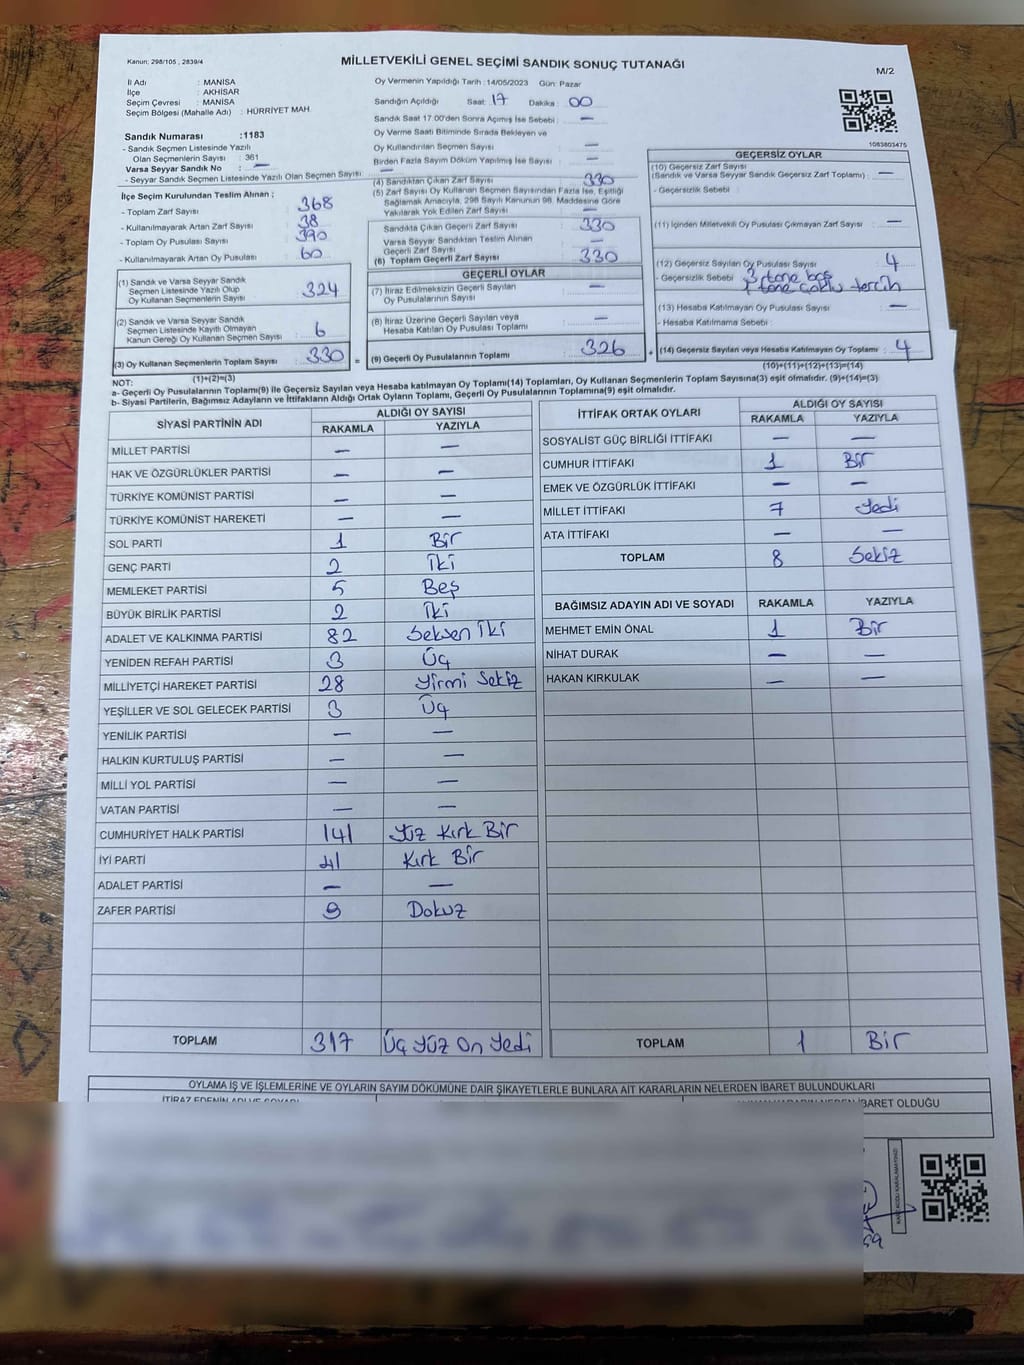 Kanun: 298/105 , 2839/4
MİLLETVEKİLİ GENEL SEÇİMİ SANDIK SONUÇ TUTANAĞI
M/2
İl Adı : MANİSA
İlçe : AKHİSAR
Seçim Çevresi : MANİSA
Seçim Bölgesi (Mahalle Adı) : HÜRRİYET MAH.
Sandık Numarası :1183
- Sandık Seçmen Listesinde Yazılı
Olan Seçmenlerin Sayısı : 361
Varsa Seyyar Sandık No : —
- Seyyar Sandık Seçmen Listesinde Yazılı Olan Seçmen Sayısı : —
Oy Vermenin Yapıldığı Tarih : 14/05/2023 Gün: Pazar
Sandığın Açıldığı Saat: 17 Dakika : 00
Sandık Saat 17.00'den Sonra Açılmış İse Sebebi : —
Oy Verme Saati Bitiminde Sırada Bekleyen ve
Oy Kullandırılan Seçmen Sayısı : —
Birden Fazla Sayım Döküm Yapılmış İse Sayısı : —
1083803475
İlçe Seçim Kurulundan Teslim Alınan ;
- Toplam Zarf Sayısı : 368
- Kullanılmayarak Artan Zarf Sayısı : 38
- Toplam Oy Pusulası Sayısı : 390
- Kullanılmayarak Artan Oy Pusulası : 60
(1) Sandık ve Varsa Seyyar Sandık
Seçmen Listesinde Yazılı Olup
Oy Kullanan Seçmenlerin Sayısı : 324
(2) Sandık ve Varsa Seyyar Sandık
Seçmen Listesinde Kayıtlı Olmayan
Kanun Gereği Oy Kullanan Seçmen Sayısı : 6
(3) Oy Kullanan Seçmenlerin Toplam Sayısı : 330 =
(1)+(2)=(3)
(4) Sandıktan Çıkan Zarf Sayısı : 330
(5) Zarf Sayısı, Oy Kullanan Seçmen Sayısından Fazla İse, Eşitliği
Sağlamak Amacıyla, 298 Sayılı Kanunun 98. Maddesine Göre
Yakılarak Yok Edilen Zarf Sayısı : —
Sandıkta Çıkan Geçerli Zarf Sayısı : 330
Varsa Seyyar Sandıktan Teslim Alınan
Geçerli Zarf Sayısı : —
(6) Toplam Geçerli Zarf Sayısı : 330
GEÇERLİ OYLAR
(7) İtiraz Edilmeksizin Geçerli Sayılan
Oy Pusulalarının Sayısı : —
(8) İtiraz Üzerine Geçerli Sayılan veya
Hesaba Katılan Oy Pusulası Toplamı : —
(9) Geçerli Oy Pusulalarının Toplamı : 326 +
GEÇERSİZ OYLAR
(10) Geçersiz Zarf Sayısı
(Sandık ve Varsa Seyyar Sandık Geçersiz Zarf Toplamı) : —
- Geçersizlik Sebebi :
(11) İçinden Milletvekili Oy Pusulası Çıkmayan Zarf Sayısı : —
(12) Geçersiz Sayılan Oy Pusulası Sayısı : 4
- Geçersizlik Sebebi : 3 tane boş
1 tane çoklu tercih
(13) Hesaba Katılmayan Oy Pusulası Sayısı : —
- Hesaba Katılmama Sebebi :
(14) Geçersiz Sayılan veya Hesaba Katılmayan Oy Toplamı : 4
(10)+(11)+(12)+(13)=(14)
NOT:
a- Geçerli Oy Pusulalarının Toplamı(9) ile Geçersiz Sayılan veya Hesaba katılmayan Oy Toplamı(14) Toplamları, Oy Kullanan Seçmenlerin Toplam Sayısına(3) eşit olmalıdır. (9)+(14)=(3)
b- Siyasi Partilerin, Bağımsız Adayların ve İttifakların Aldığı Ortak Oyların Toplamı, Geçerli Oy Pusulalarının Toplamına(9) eşit olmalıdır.
SİYASİ PARTİNİN ADI
ALDIĞI OY SAYISI
RAKAMLA YAZIYLA
MİLLET PARTİSİ — —
HAK VE ÖZGÜRLÜKLER PARTİSİ — —
TÜRKİYE KOMÜNİST PARTİSİ — —
TÜRKİYE KOMÜNİST HAREKETİ — —
SOL PARTİ 1 Bir
GENÇ PARTİ 2 İki
MEMLEKET PARTİSİ 5 Beş
BÜYÜK BİRLİK PARTİSİ 2 İki
ADALET VE KALKINMA PARTİSİ 82 Seksen İki
YENİDEN REFAH PARTİSİ 3 Üç
MİLLİYETÇİ HAREKET PARTİSİ 28 Yirmi Sekiz
YEŞİLLER VE SOL GELECEK PARTİSİ 3 Üç
YENİLİK PARTİSİ — —
HALKIN KURTULUŞ PARTİSİ — —
MİLLİ YOL PARTİSİ — —
VATAN PARTİSİ — —
CUMHURİYET HALK PARTİSİ 141 Yüz Kırk Bir
İYİ PARTİ 41 Kırk Bir
ADALET PARTİSİ — —
ZAFER PARTİSİ 9 Dokuz
TOPLAM 317 Üç Yüz On Yedi
İTTİFAK ORTAK OYLARI
ALDIĞI OY SAYISI
RAKAMLA YAZIYLA
SOSYALİST GÜÇ BİRLİĞİ İTTİFAKI — —
CUMHUR İTTİFAKI 1 Bir
EMEK VE ÖZGÜRLÜK İTTİFAKI — —
MİLLET İTTİFAKI 7 Yedi
ATA İTTİFAKI — —
TOPLAM 8 Sekiz
BAĞIMSIZ ADAYIN ADI VE SOYADI RAKAMLA YAZIYLA
MEHMET EMİN ÖNAL 1 Bir
NİHAT DURAK — —
HAKAN KIRKULAK — —
TOPLAM 1 Bir
OYLAMA İŞ VE İŞLEMLERİNE VE OYLARIN SAYIM DÖKÜMÜNE DAİR ŞİKAYETLERLE BUNLARA AİT KARARLARIN NELERDEN İBARET BULUNDUKLARI
İTİRAZ EDENİN ADI VE SOYADI
İBARET OLDUĞU